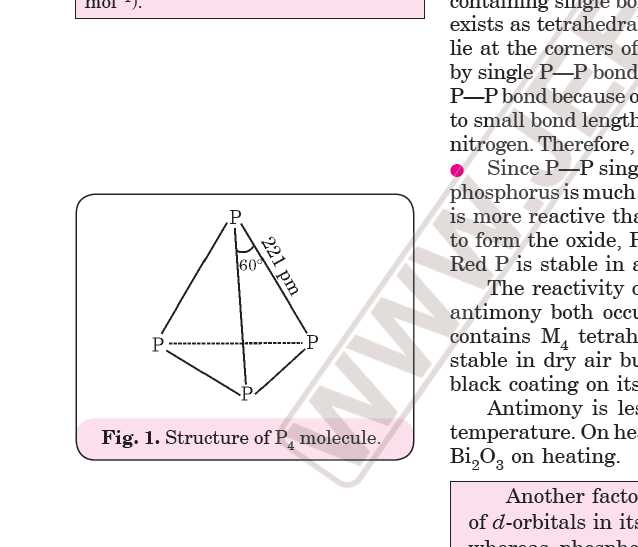 mol⁻¹).
P
60°
221 pm
P
P
P
Fig. 1. Structure of P₄ molecule.
containing single
exists as tetrahedra
lie at the corners of
by single P—P bond
P—P bond because
to small bond length
nitrogen. Therefore,
● Since P—P sing
phosphorus is much
is more reactive tha
to form the oxide, P
Red P is stable in a
The reactivity
antimony both occu
contains M₄ tetrah
stable in dry air bu
black coating on its
Antimony is les
temperature. On hea
Bi₂O₃ on heating.
Another facto
of d-orbitals in its
whereas phospho
WWW.JZ